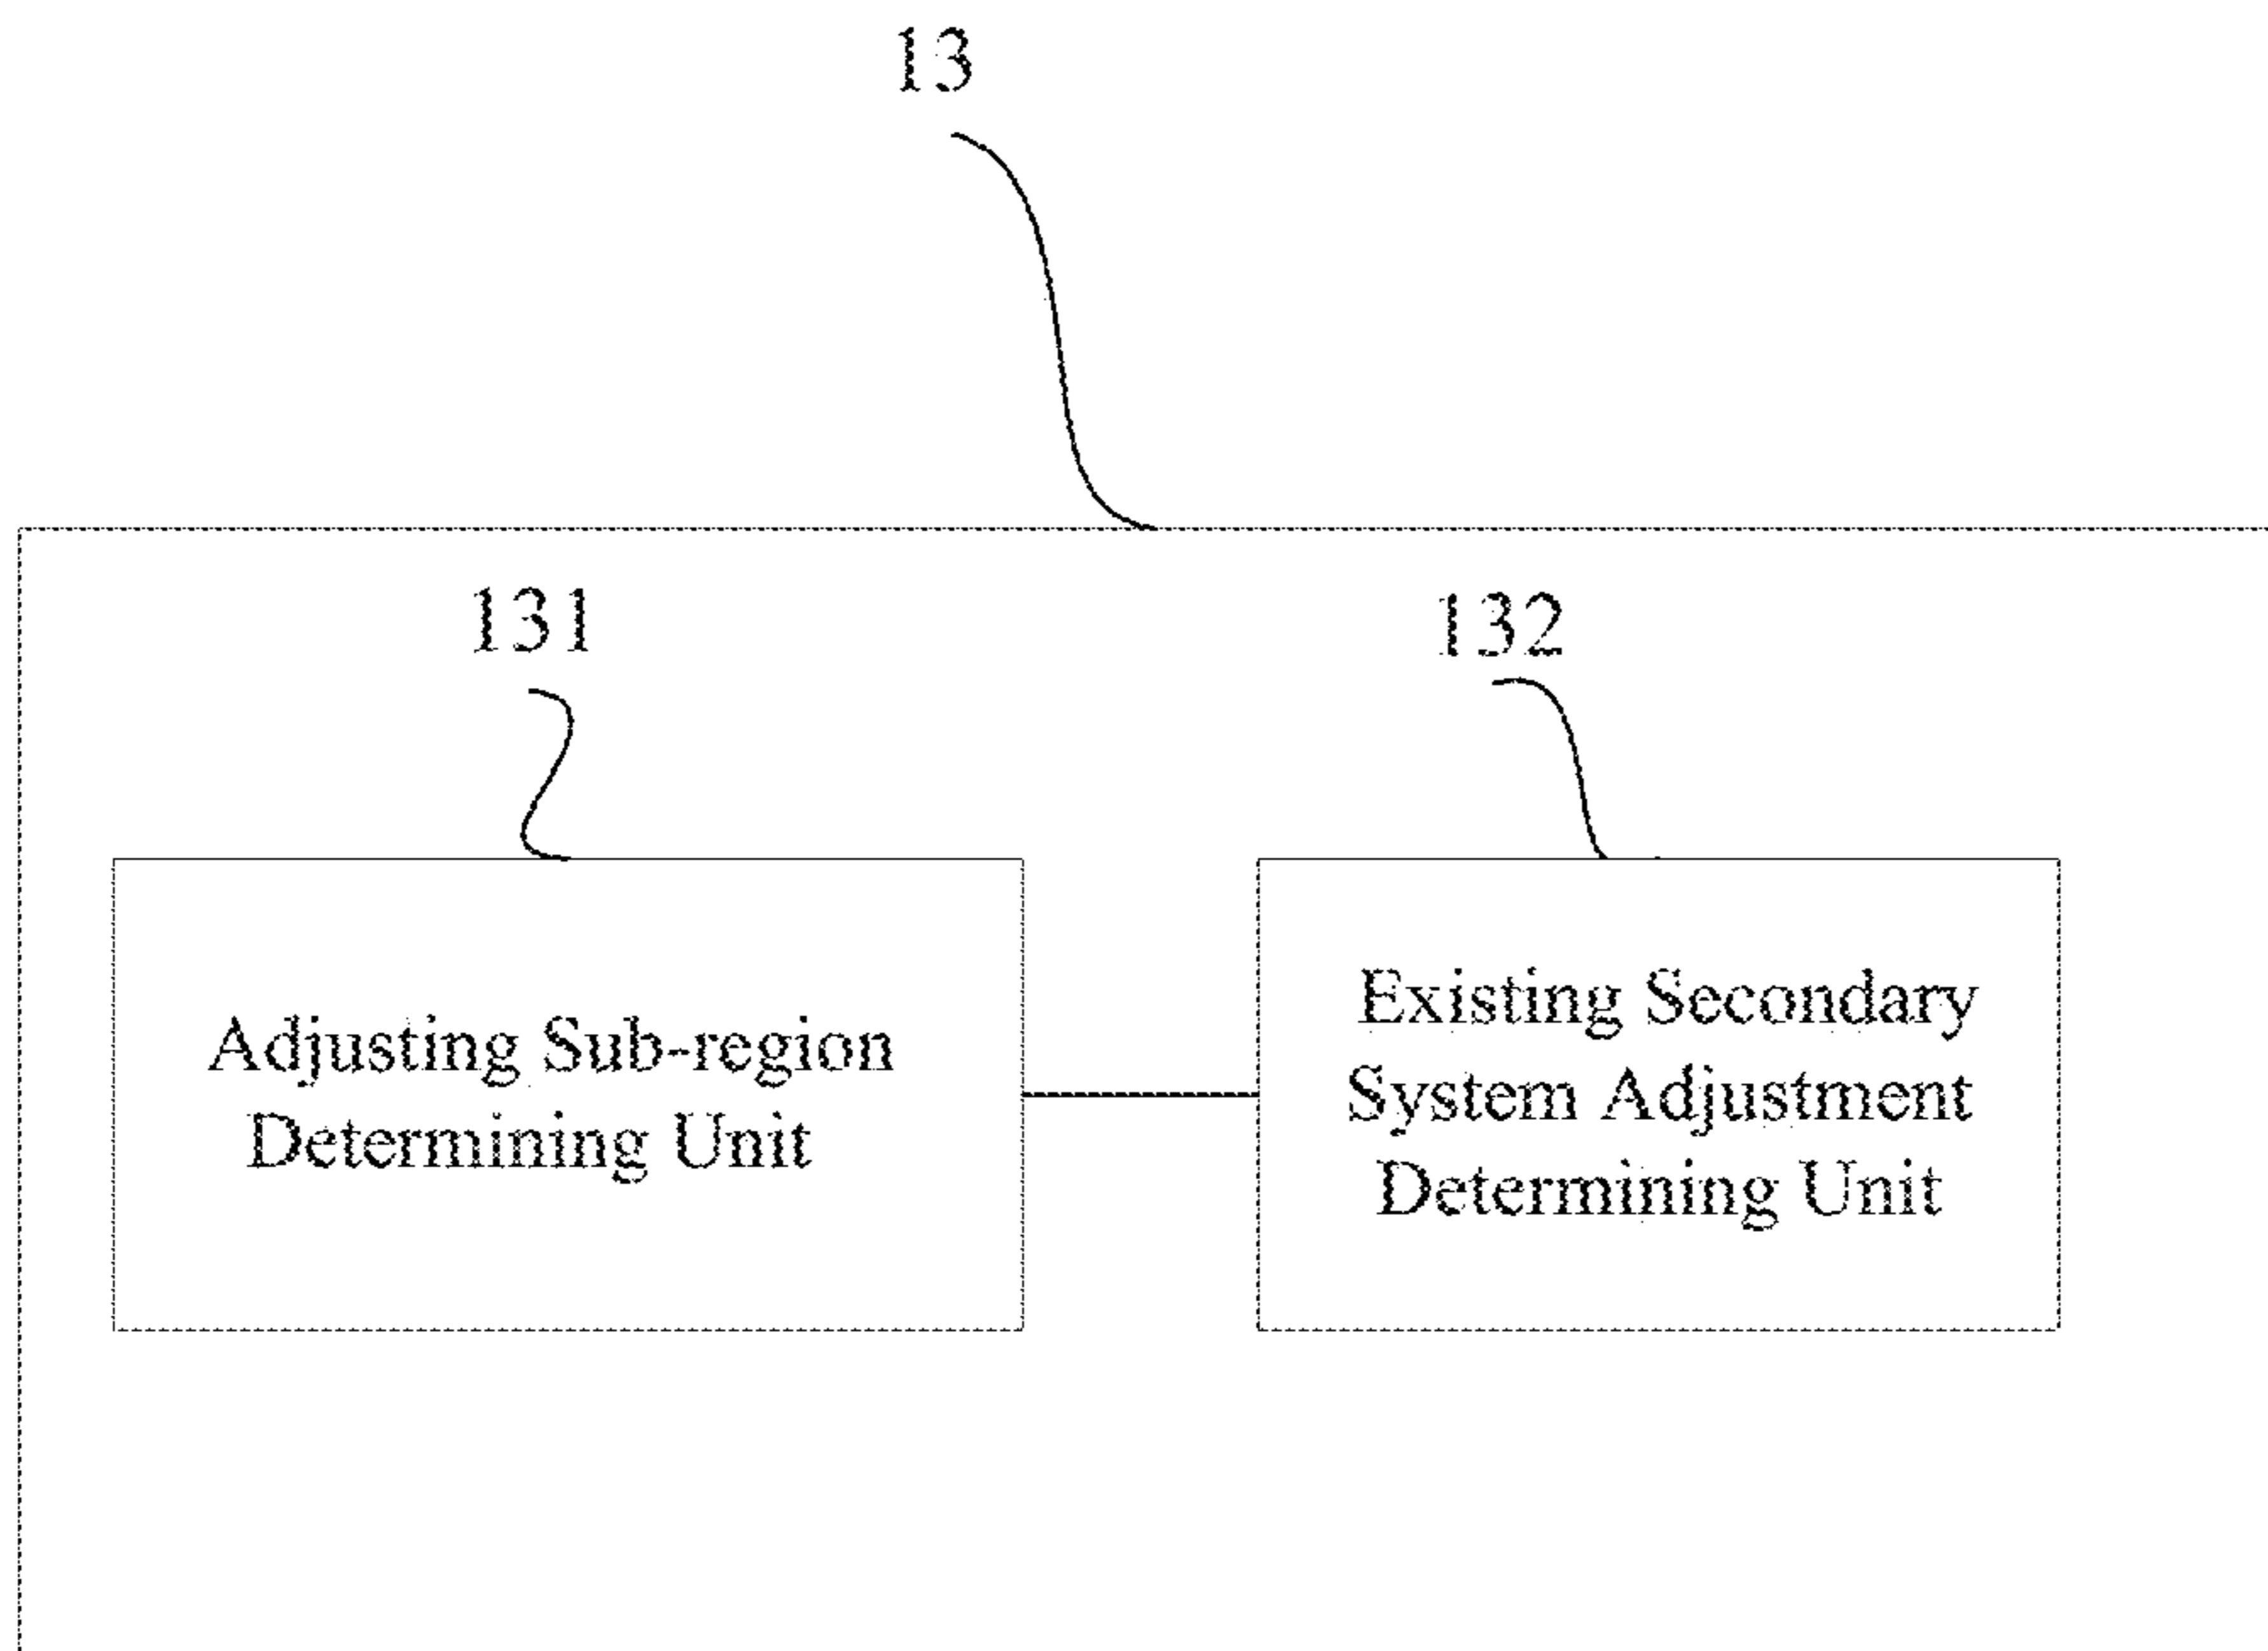 13
131
132
Adjusting Sub-region
Determining Unit
Existing Secondary
System Adjustment
Determining Unit